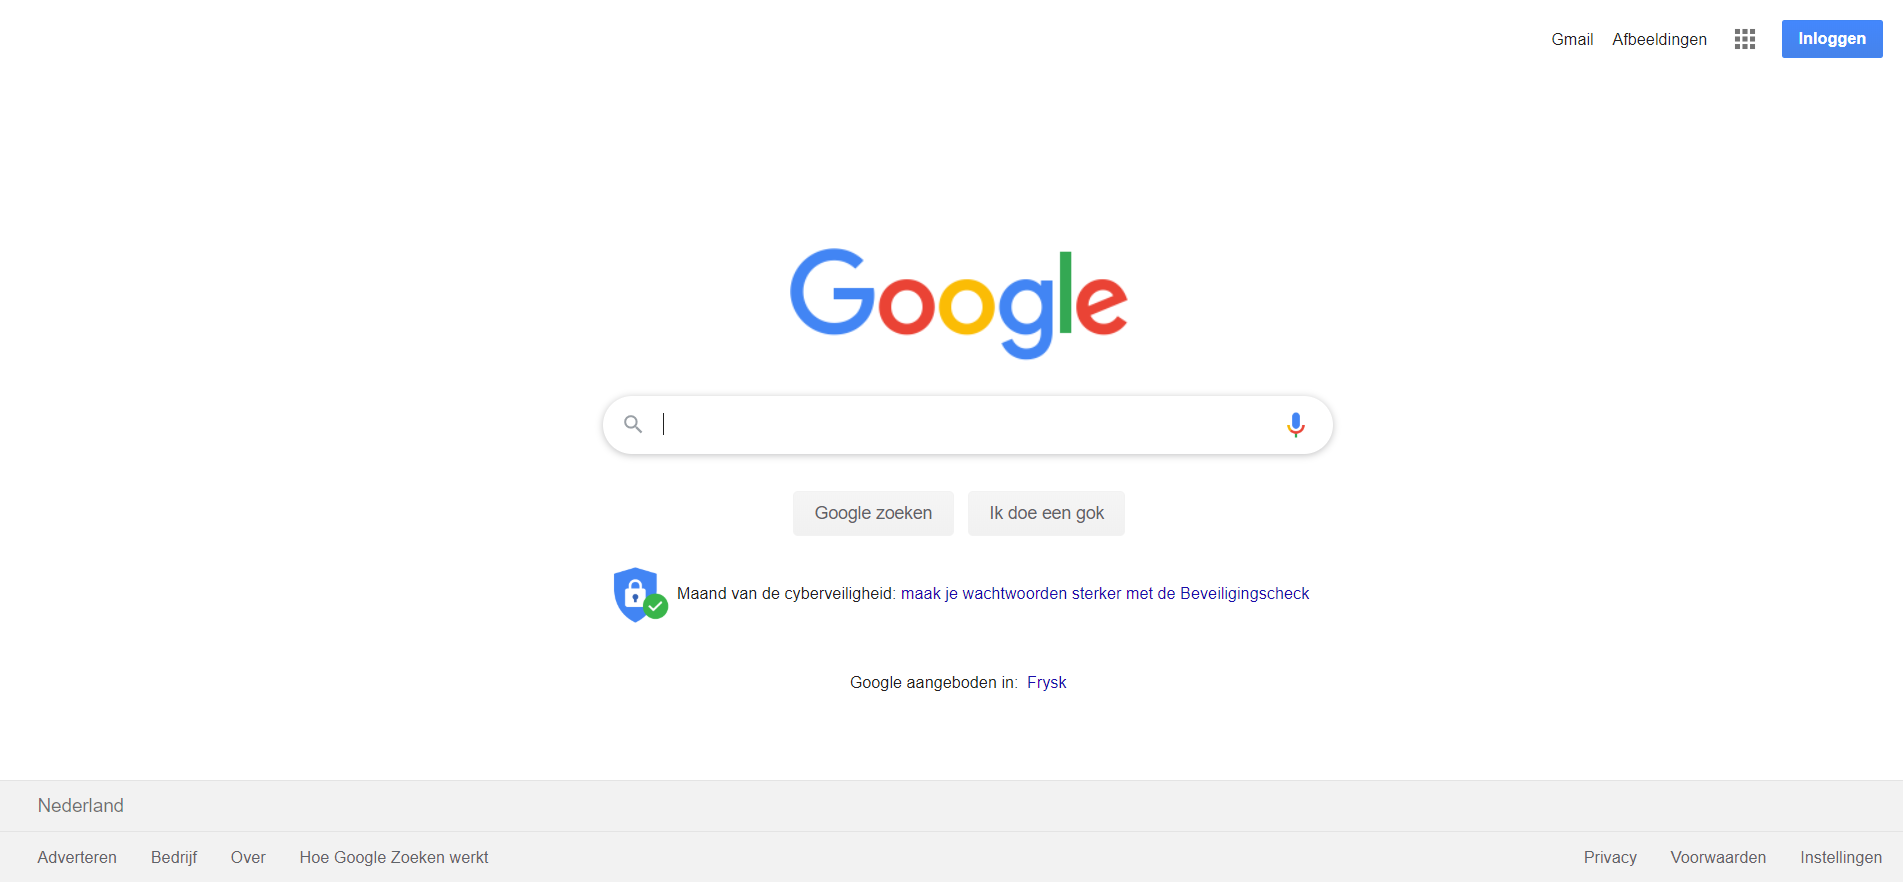 Gmail Afbeeldingen Inloggen
Google
Google zoeken Ik doe een gok
Maand van de cyberveiligheid: maak je wachtwoorden sterker met de Beveiligingscheck
Google aangeboden in: Frysk
Nederland
Adverteren Bedrijf Over Hoe Google Zoeken werkt Privacy Voorwaarden Instellingen